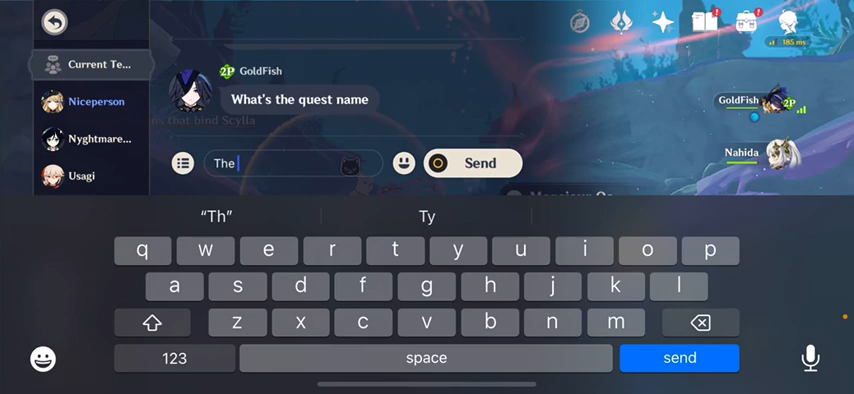 185 ms
Current Te...
2P GoldFish
What's the quest name
Niceperson
ns that bind Scylla
GoldFish
2P
Nyghtmare...
Nahida
The
Send
Usagi
“Th”
Ty
q w e r t y u i o p
a s d f g h j k l
z x c v b n m
123
space
send